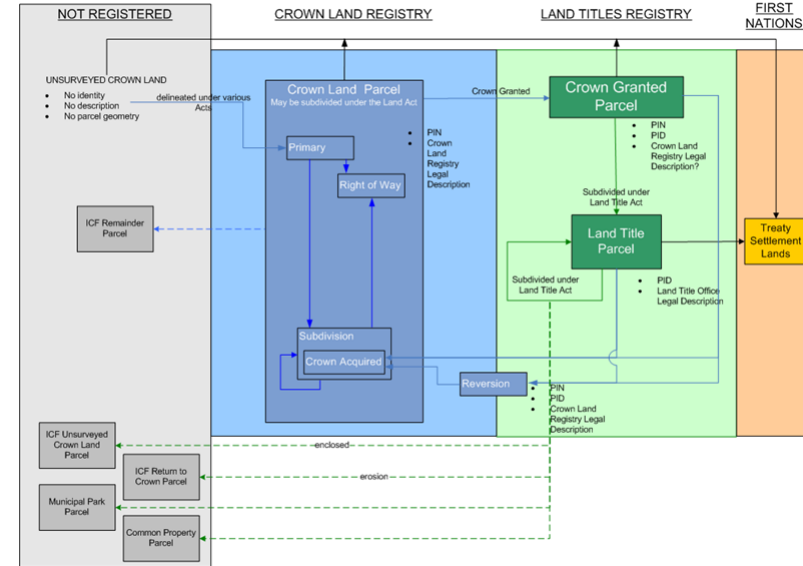 NOT REGISTERED
CROWN LAND REGISTRY
LAND TITLES REGISTRY
FIRST
NATIONS
UNSURVEYED CROWN LAND
• No identity
• No description
• No parcel geometry
delineated under various
Acts
Crown Land Parcel
May be subdivided under the Land Act
• PIN
• Crown
Land
Registry
Legal
Description
Primary
Right of Way
Crown Granted
Crown Granted
Parcel
• PIN
• PID
• Crown Land
Registry Legal
Description?
Subdivided under
Land Title Act
ICF Remainder
Parcel
Land Title
Parcel
Treaty
Settlement
Lands
Subdivided under
Land Title Act
• PID
• Land Title Office
Legal Description
Subdivision
Crown Acquired
Reversion
• PIN
• PID
• Crown Land
Registry Legal
Description
ICF Unsurveyed
Crown Land
Parcel
enclosed
ICF Return to
Crown Parcel
erosion
Municipal Park
Parcel
Common Property
Parcel